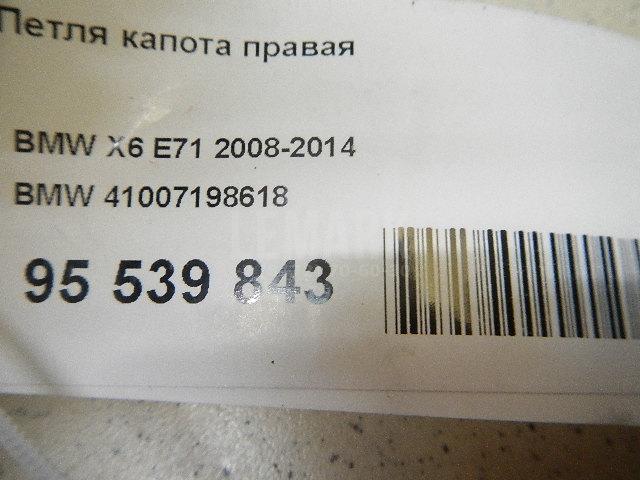 Петля капота правая
BMW X6 E71 2008-2014
BMW 41007198618
95 539 843